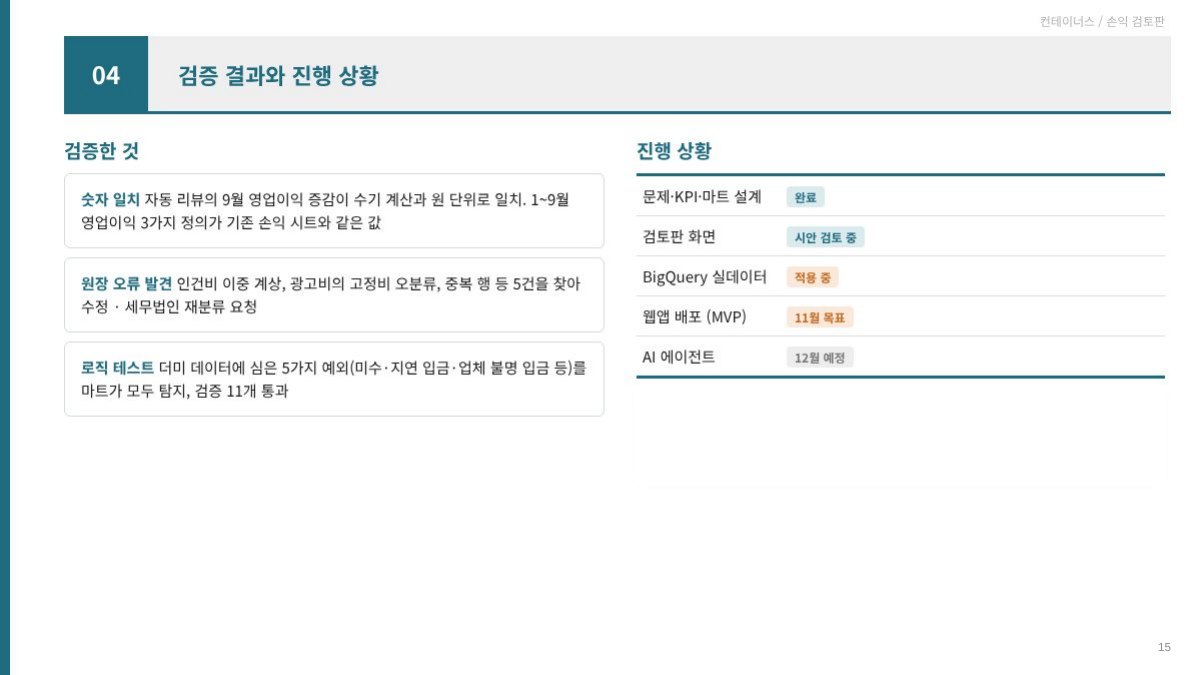 컨테이너스 / 손익 검토판
04
검증 결과와 진행 상황
검증한 것
숫자 일치 자동 리뷰의 9월 영업이익 증감이 수기 계산과 원 단위로 일치. 1~9월
영업이익 3가지 정의가 기존 손익 시트와 같은 값
원장 오류 발견 인건비 이중 계상, 광고비의 고정비 오분류, 중복 행 등 5건을 찾아
수정 · 세무법인 재분류 요청
로직 테스트 더미 데이터에 심은 5가지 예외(미수·지연 입금·업체 불명 입금 등)를
마트가 모두 탐지, 검증 11개 통과
진행 상황
문제·KPI·마트 설계 완료
검토판 화면 시안 검토 중
BigQuery 실데이터 적용 중
웹앱 배포 (MVP) 11월 목표
AI 에이전트 12월 예정
15